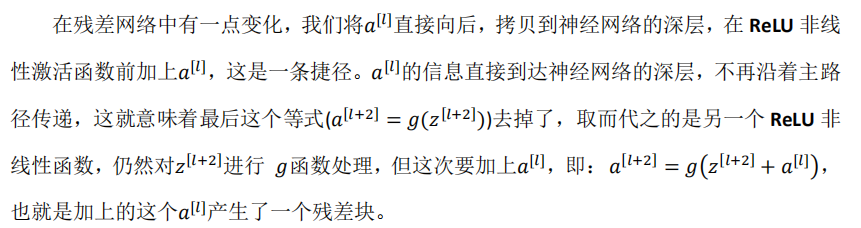 在残差网络中有一点变化，我们将a^{[l]}直接向后，拷贝到神经网络的深层，在 ReLU 非线
性激活函数前加上a^{[l]}，这是一条捷径。a^{[l]}的信息直接到达神经网络的深层，不再沿着主路
径传递，这就意味着最后这个等式(a^{[l+2]} = g(z^{[l+2]}))去掉了，取而代之的是另一个 ReLU 非
线性函数，仍然对z^{[l+2]}进行 g函数处理，但这次要加上a^{[l]}，即：a^{[l+2]} = g(z^{[l+2]} + a^{[l]})，
也就是加上的这个a^{[l]}产生了一个残差块。